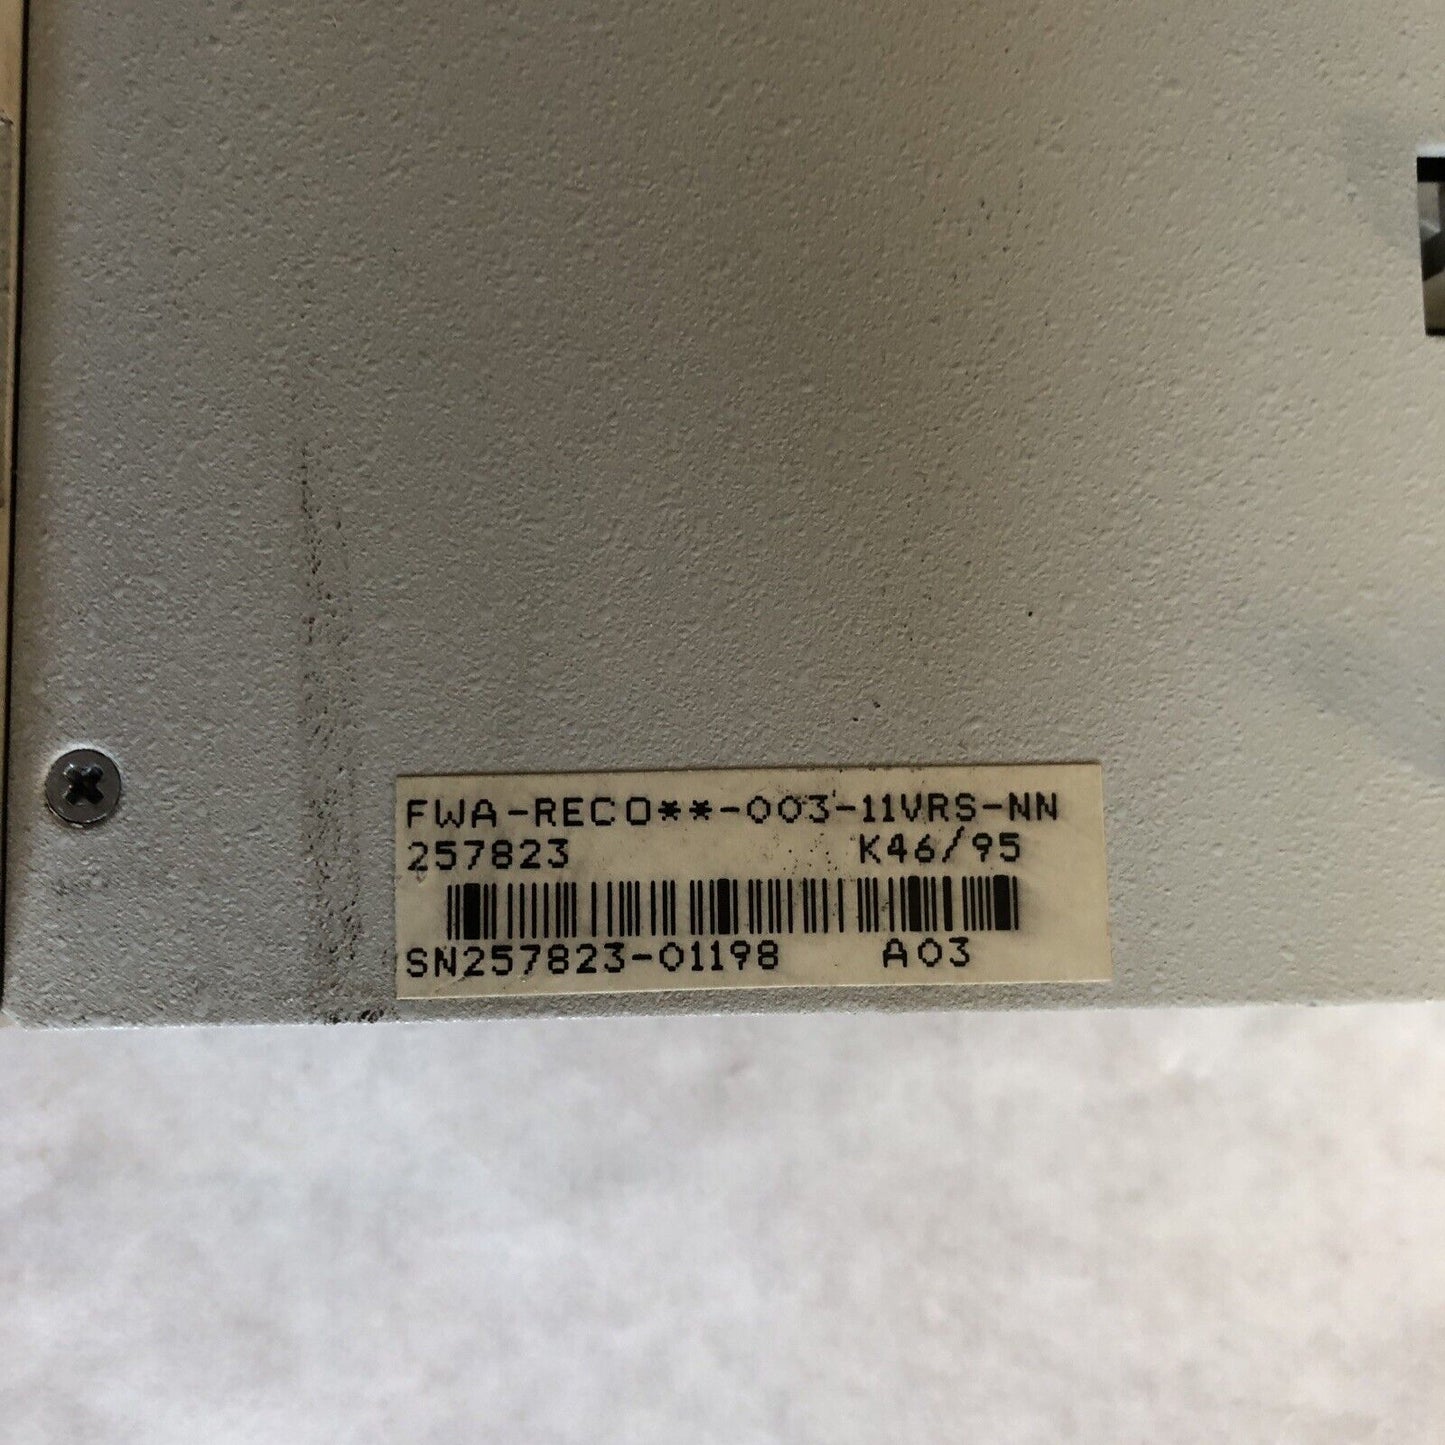 FWA-RECO**-003-11VRS-NN
257823 K46/95
SN257823-01198 A03